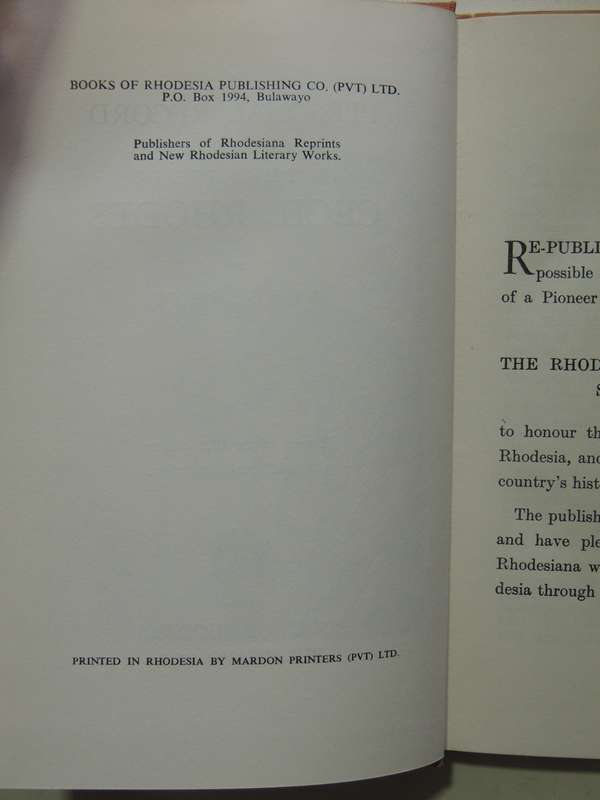 BOOKS OF RHODESIA PUBLISHING CO. (PVT) LTD.
P.O. Box 1994, Bulawayo
Publishers of Rhodesiana Reprints
and New Rhodesian Literary Works.
PRINTED IN RHODESIA BY MARDON PRINTERS (PVT) LTD.
RE-PUBLI
possible
of a Pioneer
THE RHOD
S
to honour th
Rhodesia, and
country's hist
The publish
and have ple
Rhodesiana w
desia through